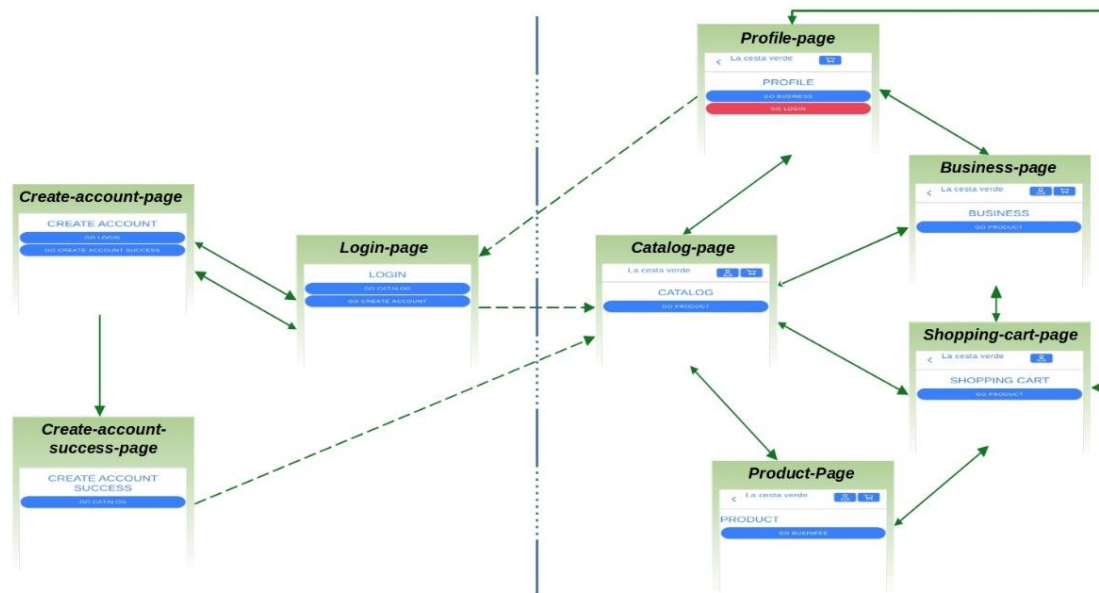 Profile-page
La cesta verde
PROFILE
GO BUSINESS
GO LOGIN
Create-account-page
CREATE ACCOUNT
GO LOGIN
GO CREATE ACCOUNT SUCCESS
Login-page
LOGIN
GO CATALOG
GO CREATE ACCOUNT
Create-account-
success-page
CREATE ACCOUNT
SUCCESS
GO CATALOG
Catalog-page
La cesta verde
CATALOG
GO PRODUCT
Business-page
La cesta verde
BUSINESS
GO PRODUCT
Shopping-cart-page
La cesta verde
SHOPPING CART
GO PRODUCT
Product-Page
La cesta verde
PRODUCT
GO BUSINESS